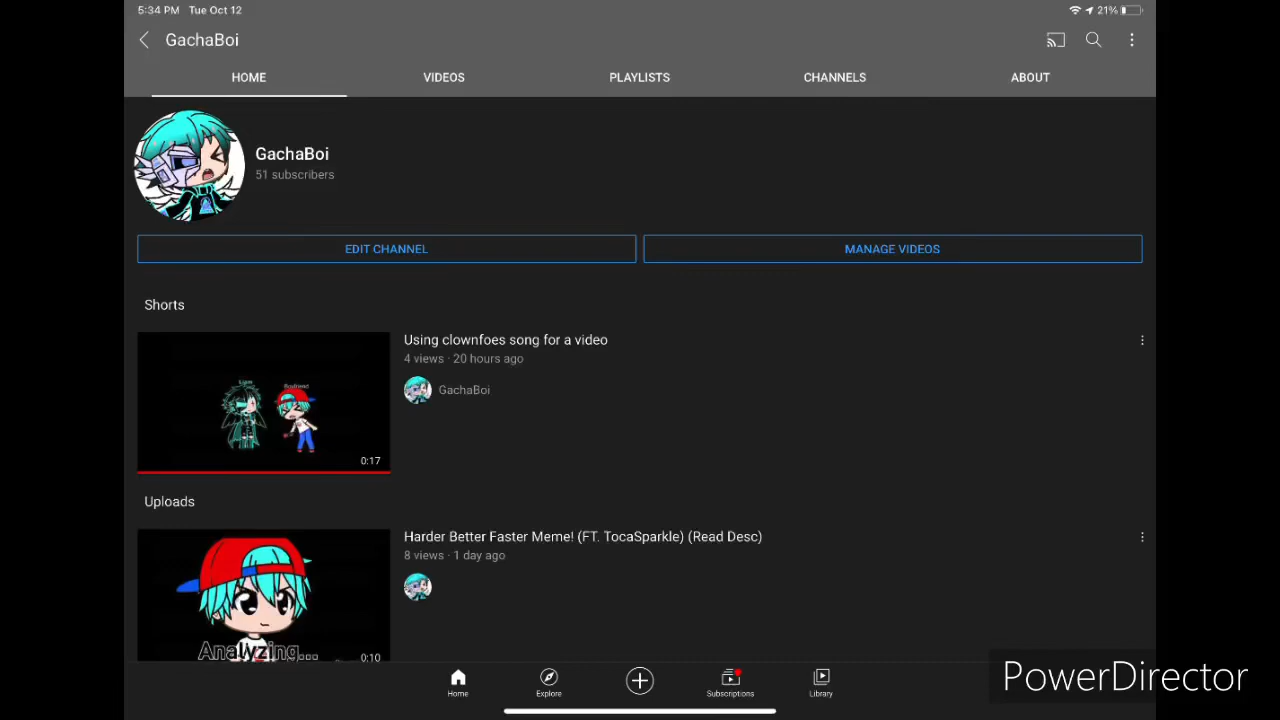 5:34 PM Tue Oct 12
21%
GachaBoi
HOME VIDEOS PLAYLISTS CHANNELS ABOUT
GachaBoi
51 subscribers
EDIT CHANNEL MANAGE VIDEOS
Shorts
Using clownfoes song for a video
4 views · 20 hours ago
GachaBoi
0:17
Uploads
Harder Better Faster Meme! (FT. TocaSparkle) (Read Desc)
8 views · 1 day ago
Analyzing...
0:10
Home Explore Subscriptions Library
PowerDirector